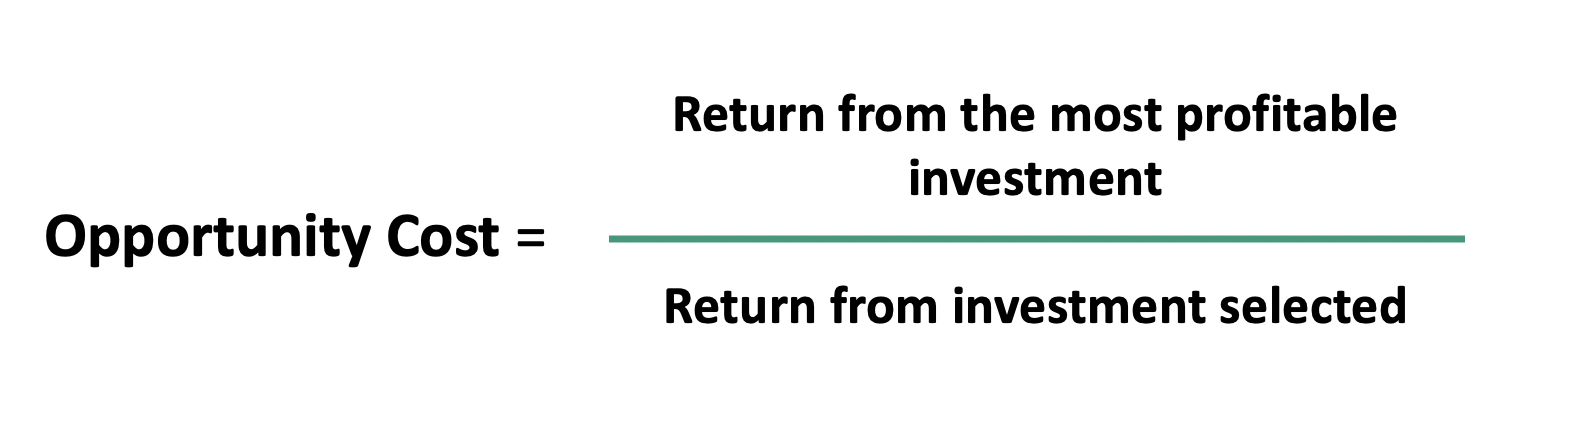 Return from the most profitable
investment
Opportunity Cost =
Return from investment selected